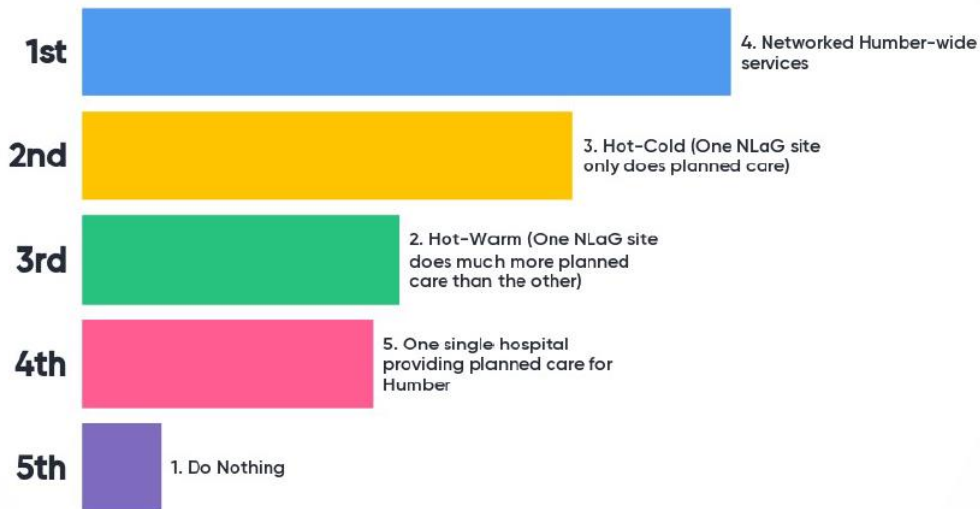 1st
4. Networked Humber-wide
services
2nd
3. Hot-Cold (One NLaG site
only does planned care)
3rd
2. Hot-Warm (One NLaG site
does much more planned
care than the other)
4th
5. One single hospital
providing planned care for
Humber
5th
1. Do Nothing